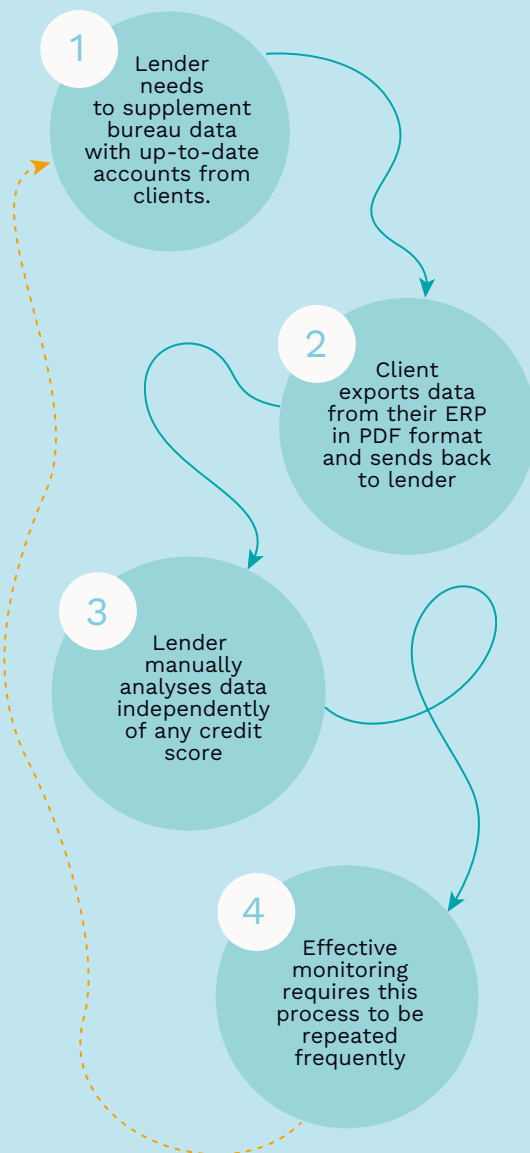 1
Lender
needs
to supplement
bureau data
with up-to-date
accounts from
clients.
2
Client
exports data
from their ERP
in PDF format
and sends back
to lender
3
Lender
manually
analyses data
independently
of any credit
score
4
Effective
monitoring
requires this
process to be
repeated
frequently